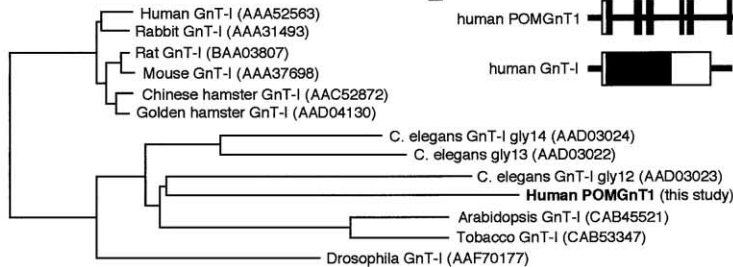 Human GnT-I (AAA52563)
Rabbit GnT-I (AAA31493)
Rat GnT-I (BAA03807)
Mouse GnT-I (AAA37698)
Chinese hamster GnT-I (AAC52872)
Golden hamster GnT-I (AAD04130)
C. elegans GnT-I gly14 (AAD03024)
C. elegans gly13 (AAD03022)
C. elegans GnT-I gly12 (AAD03023)
Human POMGnT1 (this study)
Arabidopsis GnT-I (CAB45521)
Tobacco GnT-I (CAB53347)
Drosophila GnT-I (AAF70177)
human POMGnT1
human GnT-I